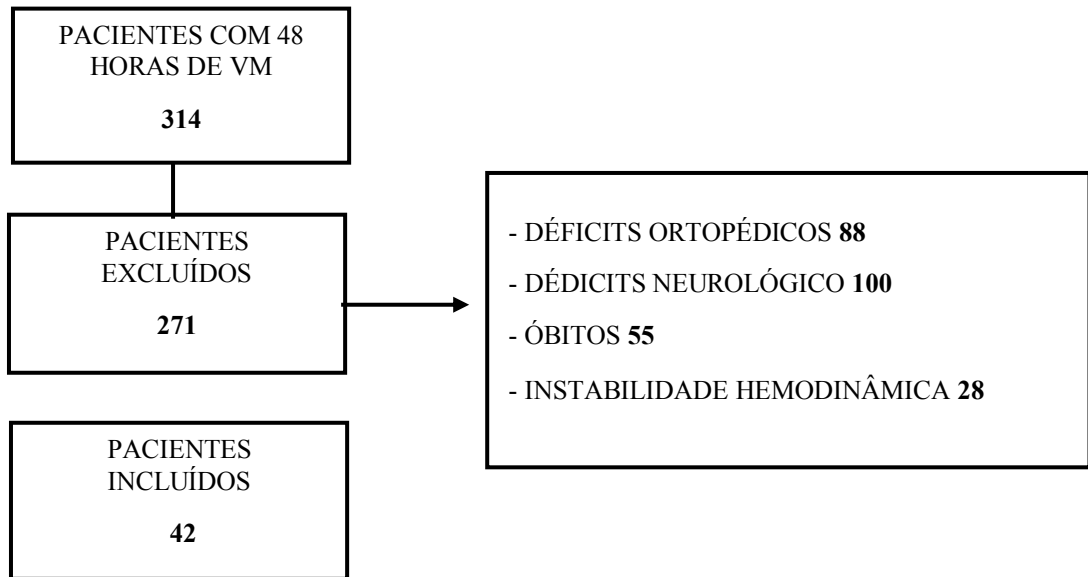 PACIENTES COM 48
HORAS DE VM
314
PACIENTES
EXCLUÍDOS
271
- DÉFICITS ORTOPÉDICOS 88
- DÉDICITS NEUROLÓGICO 100
- ÓBITOS 55
- INSTABILIDADE HEMODINÂMICA 28
PACIENTES
INCLUÍDOS
42